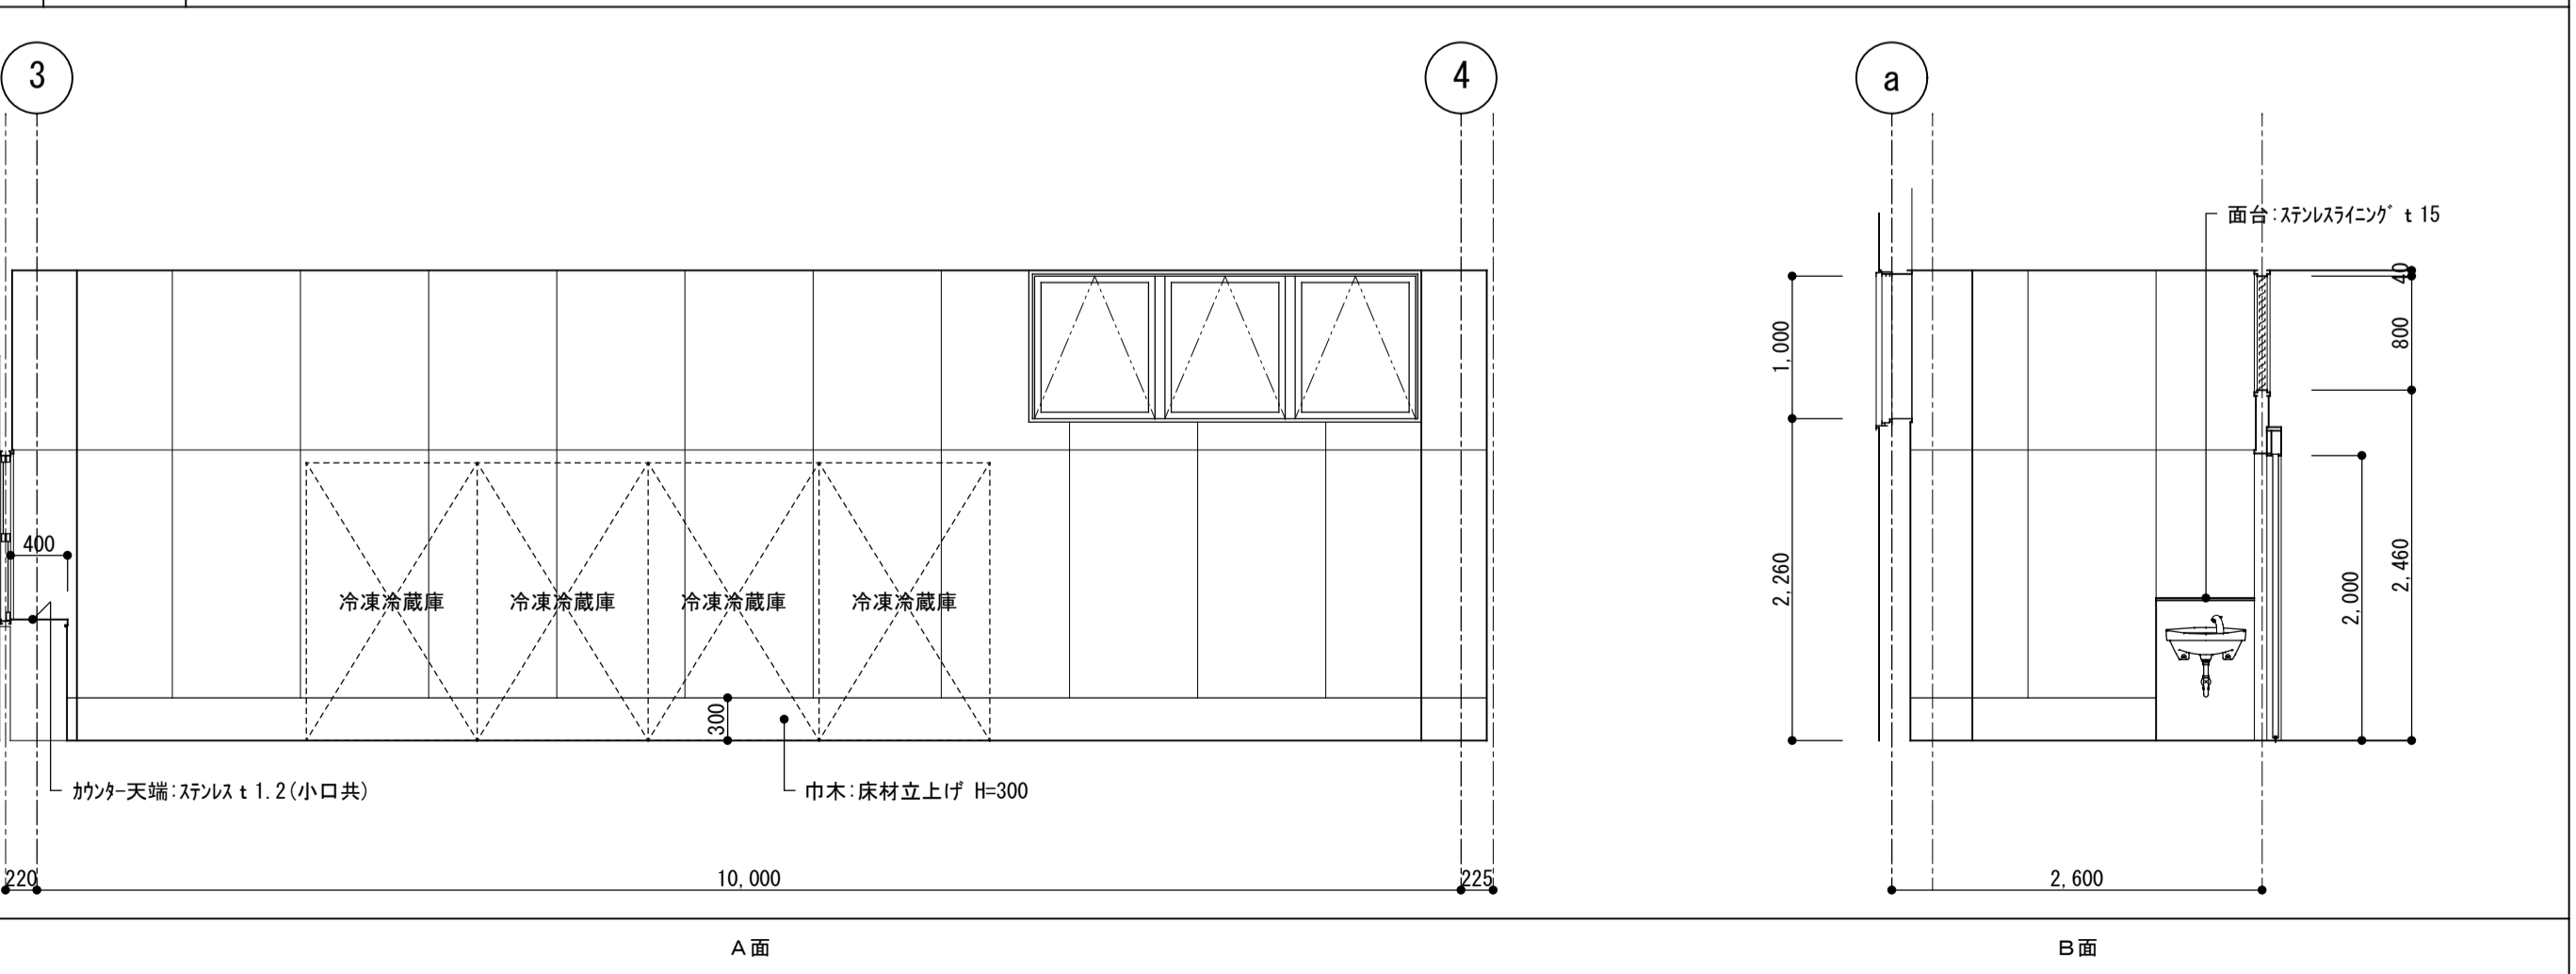 3
4
a
面台:ステンレスライニング t 15
40
1,000
800
400
2,260
2,460
2,000
冷凍冷蔵庫 冷凍冷蔵庫 冷凍冷蔵庫 冷凍冷蔵庫
300
カウンター天端:ステンレス t 1.2(小口共)
巾木:床材立上げ H=300
220
10,000
225
2,600
A面
B面